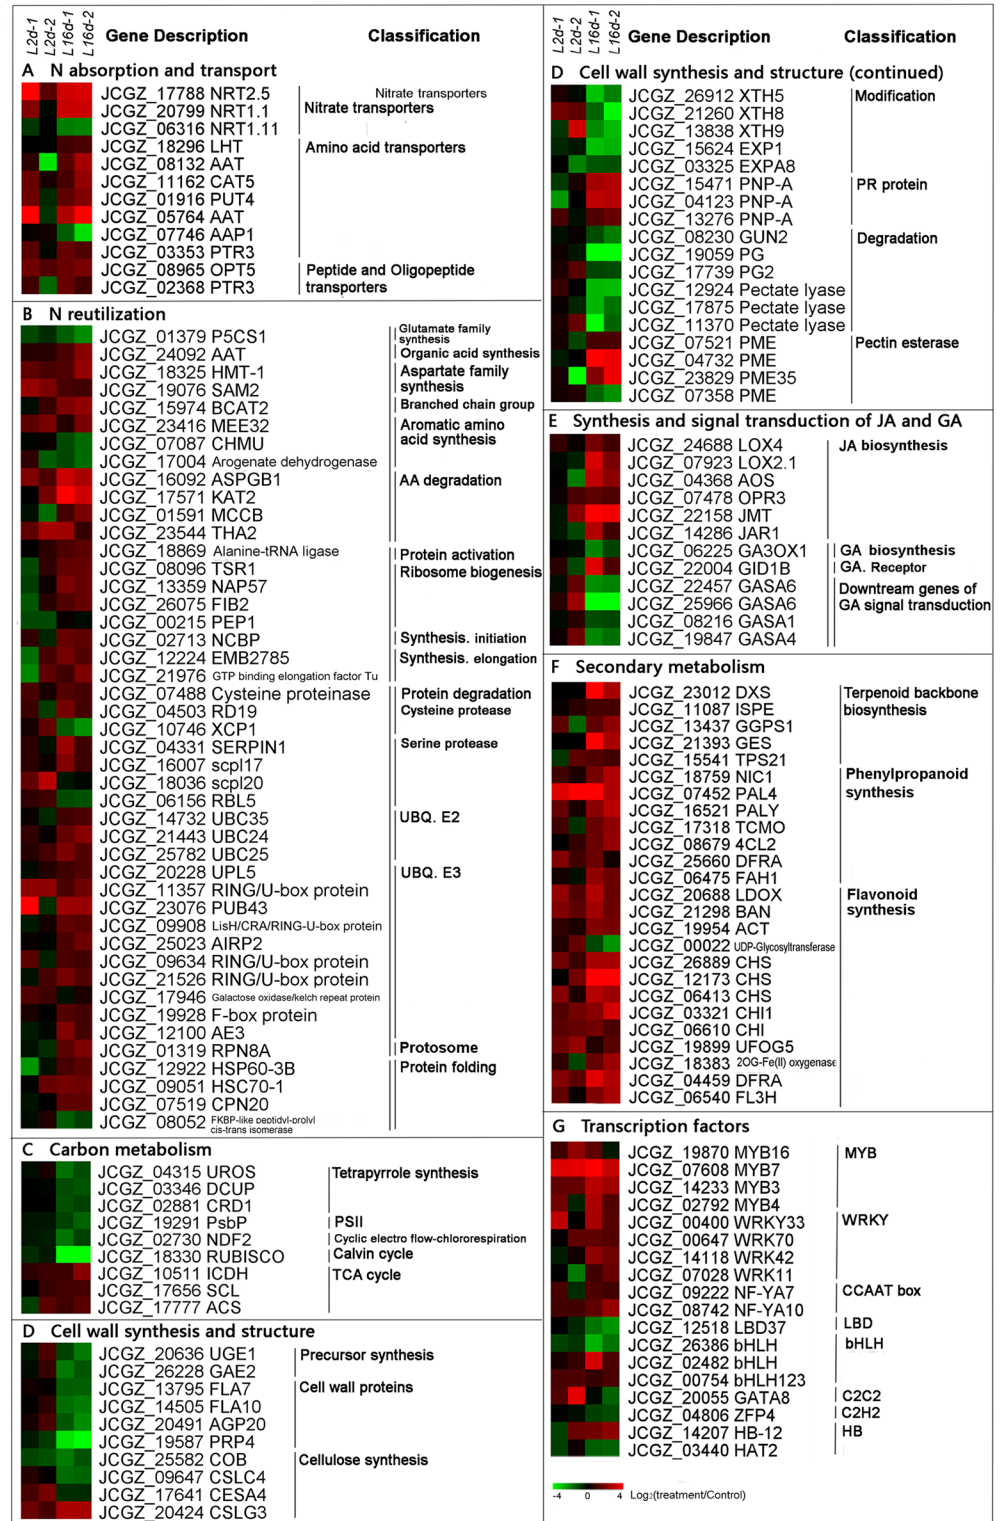 L2d-1 L2d-2 L16d-1 L16d-2 Gene Description Classification
A N absorption and transport
JCGZ_17788 NRT2.5 Nitrate transporters
JCGZ_20799 NRT1.1 Nitrate transporters
JCGZ_06316 NRT1.11
JCGZ_18296 LHT Amino acid transporters
JCGZ_08132 AAT
JCGZ_11162 CAT5
JCGZ_01916 PUT4
JCGZ_05764 AAT
JCGZ_07746 AAP1
JCGZ_03353 PTR3
JCGZ_08965 OPT5 Peptide and Oligopeptide
JCGZ_02368 PTR3 transporters
B N reutilization
JCGZ_01379 P5CS1 Glutamate family synthesis
JCGZ_24092 AAT Organic acid synthesis
JCGZ_18325 HMT-1 Aspartate family
JCGZ_19076 SAM2 synthesis
JCGZ_15974 BCAT2 Branched chain group
JCGZ_23416 MEE32 Aromatic amino
JCGZ_07087 CHMU acid synthesis
JCGZ_17004 Arogenate dehydrogenase
JCGZ_16092 ASPGB1 AA degradation
JCGZ_17571 KAT2
JCGZ_01591 MCCB
JCGZ_23544 THA2
JCGZ_18869 Alanine-tRNA ligase Protein activation
JCGZ_08096 TSR1 Ribosome biogenesis
JCGZ_13359 NAP57
JCGZ_26075 FIB2
JCGZ_00215 PEP1
JCGZ_02713 NCBP Synthesis. initiation
JCGZ_12224 EMB2785 Synthesis. elongation
JCGZ_21976 GTP binding elongation factor Tu
JCGZ_07488 Cysteine proteinase Protein degradation
JCGZ_04503 RD19 Cysteine protease
JCGZ_10746 XCP1
JCGZ_04331 SERPIN1 Serine protease
JCGZ_16007 scpl17
JCGZ_18036 scpl20
JCGZ_06156 RBL5
JCGZ_14732 UBC35 UBQ. E2
JCGZ_21443 UBC24
JCGZ_25782 UBC25
JCGZ_20228 UPL5 UBQ. E3
JCGZ_11357 RING/U-box protein
JCGZ_23076 PUB43
JCGZ_09908 LisH/CRA/RING-U-box protein
JCGZ_25023 AIRP2
JCGZ_09634 RING/U-box protein
JCGZ_21526 RING/U-box protein
JCGZ_17946 Galactose oxidase/kelch repeat protein
JCGZ_19928 F-box protein
JCGZ_12100 AE3
JCGZ_01319 RPN8A Protosome
JCGZ_12922 HSP60-3B Protein folding
JCGZ_09051 HSC70-1
JCGZ_07519 CPN20
JCGZ_08052 FKBP-like peptidyl-prolyl cis-trans isomerase
C Carbon metabolism
JCGZ_04315 UROS Tetrapyrrole synthesis
JCGZ_03346 DCUP
JCGZ_02881 CRD1
JCGZ_19291 PsbP PSII
JCGZ_02730 NDF2 Cyclic electro flow-chlororespiration
JCGZ_18330 RUBISCO Calvin cycle
JCGZ_10511 ICDH TCA cycle
JCGZ_17656 SCL
JCGZ_17777 ACS
D Cell wall synthesis and structure
JCGZ_20636 UGE1 Precursor synthesis
JCGZ_26228 GAE2
JCGZ_13795 FLA7 Cell wall proteins
JCGZ_14505 FLA10
JCGZ_20491 AGP20
JCGZ_19587 PRP4
JCGZ_25582 COB Cellulose synthesis
JCGZ_09647 CSLC4
JCGZ_17641 CESA4
JCGZ_20424 CSLG3
L2d-1 L2d-2 L16d-1 L16d-2 Gene Description Classification
D Cell wall synthesis and structure (continued)
JCGZ_26912 XTH5 Modification
JCGZ_21260 XTH8
JCGZ_13838 XTH9
JCGZ_15624 EXP1
JCGZ_03325 EXPA8
JCGZ_15471 PNP-A PR protein
JCGZ_04123 PNP-A
JCGZ_13276 PNP-A
JCGZ_08230 GUN2 Degradation
JCGZ_19059 PG
JCGZ_17739 PG2
JCGZ_12924 Pectate lyase
JCGZ_17875 Pectate lyase
JCGZ_11370 Pectate lyase
JCGZ_07521 PME Pectin esterase
JCGZ_04732 PME
JCGZ_23829 PME35
JCGZ_07358 PME
E Synthesis and signal transduction of JA and GA
JCGZ_24688 LOX4 JA biosynthesis
JCGZ_07923 LOX2.1
JCGZ_04368 AOS
JCGZ_07478 OPR3
JCGZ_22158 JMT
JCGZ_14286 JAR1
JCGZ_06225 GA3OX1 GA biosynthesis
JCGZ_22004 GID1B GA. Receptor
JCGZ_22457 GASA6 Downtream genes of
JCGZ_25966 GASA6 GA signal transduction
JCGZ_08216 GASA1
JCGZ_19847 GASA4
F Secondary metabolism
JCGZ_23012 DXS Terpenoid backbone
JCGZ_11087 ISPE biosynthesis
JCGZ_13437 GGPS1
JCGZ_21393 GES
JCGZ_15541 TPS21
JCGZ_18759 NIC1 Phenylpropanoid
JCGZ_07452 PAL4 synthesis
JCGZ_16521 PALY
JCGZ_17318 TCMO
JCGZ_08679 4CL2
JCGZ_25660 DFRA
JCGZ_06475 FAH1
JCGZ_20688 LDOX Flavonoid
JCGZ_21298 BAN synthesis
JCGZ_19954 ACT
JCGZ_00022 UDP-Glycosyltransferase
JCGZ_26889 CHS
JCGZ_12173 CHS
JCGZ_06413 CHS
JCGZ_03321 CHI1
JCGZ_06610 CHI
JCGZ_19899 UFOG5
JCGZ_18383 2OG-Fe(II) oxygenase
JCGZ_04459 DFRA
JCGZ_06540 FL3H
G Transcription factors
JCGZ_19870 MYB16 MYB
JCGZ_07608 MYB7
JCGZ_14233 MYB3
JCGZ_02792 MYB4
JCGZ_00400 WRKY33 WRKY
JCGZ_00647 WRK70
JCGZ_14118 WRK42
JCGZ_07028 WRK11
JCGZ_09222 NF-YA7 CCAAT box
JCGZ_08742 NF-YA10
JCGZ_12518 LBD37 LBD
JCGZ_26386 bHLH bHLH
JCGZ_02482 bHLH
JCGZ_00754 bHLH123
JCGZ_20055 GATA8 C2C2
JCGZ_04806 ZFP4 C2H2
JCGZ_14207 HB-12 HB
JCGZ_03440 HAT2
-4 0 4 Log2(treatment/Control)